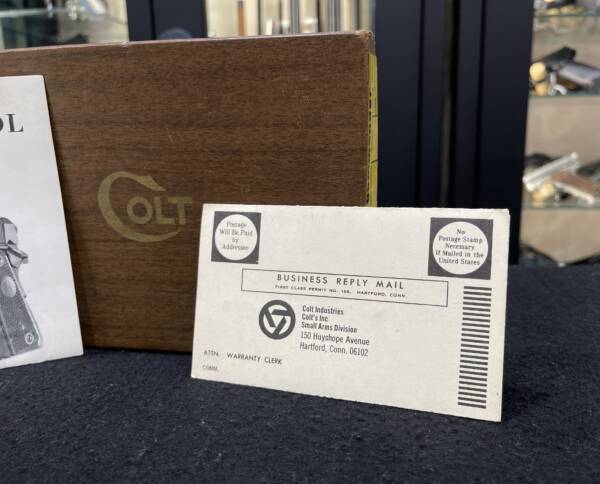 OL
COLT
Postage
Will Be Paid
by
Addressee
No
Postage Stamp
Necessary
If Mailed in the
United States
BUSINESS REPLY MAIL
FIRST CLASS PERMIT NO. 168, HARTFORD, CONN.
Colt Industries
Colt's Inc
Small Arms Division
150 Huyshope Avenue
Hartford, Conn. 06102
ATTN. WARRANTY CLERK
COMM.